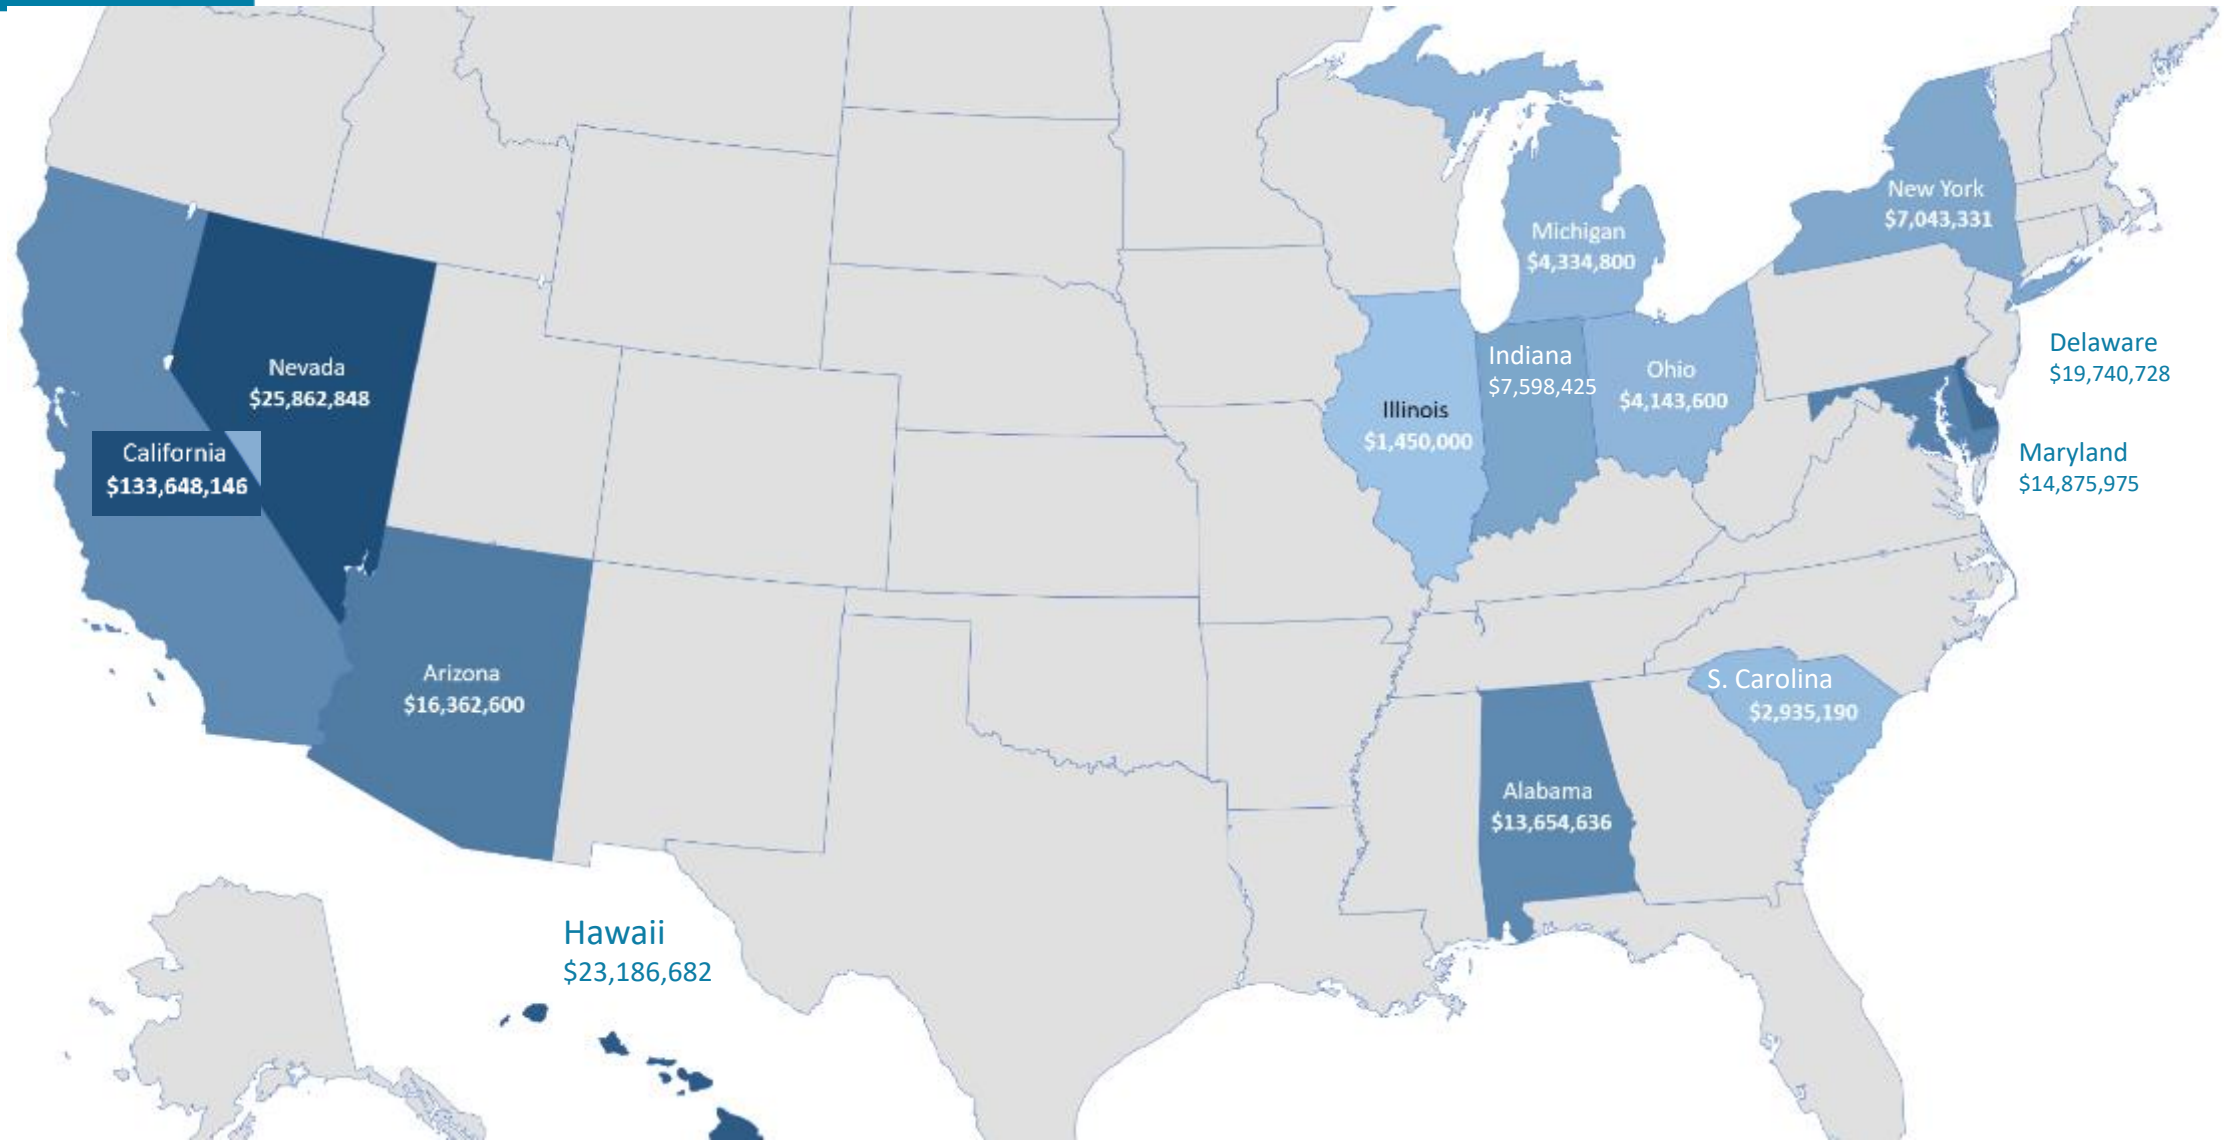 New York
$7,043,331
Michigan
$4,334,800
Delaware
$19,740,728
Nevada
$25,862,848
Indiana
$7,598,425
Ohio
$4,143,600
Illinois
$1,450,000
California
$133,648,146
Maryland
$14,875,975
Arizona
$16,362,600
S. Carolina
$2,935,190
Alabama
$13,654,636
Hawaii
$23,186,682